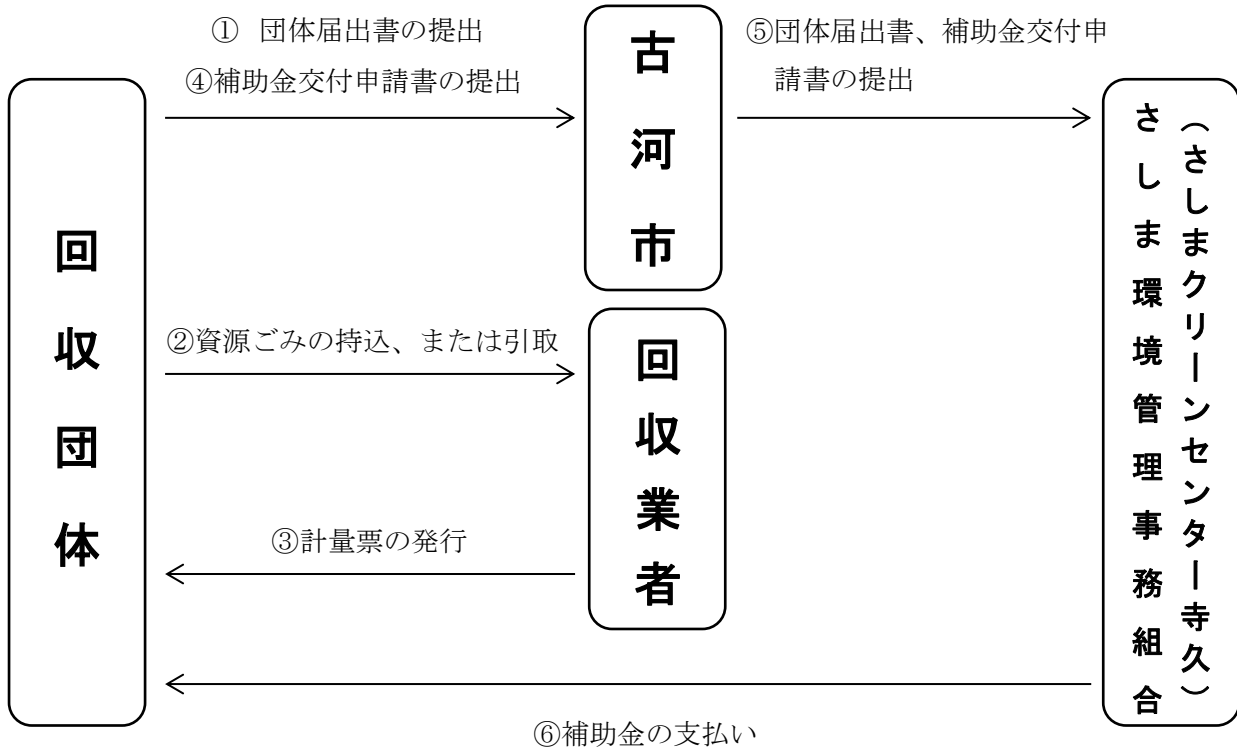 ① 団体届出書の提出
④補助金交付申請書の提出
古河市
⑤団体届出書、補助金交付申
請書の提出
回収団体
②資源ごみの持込、または引取
回収業者
③計量票の発行
さしま環境管理事務組合
（さしまクリーンセンター寺久）
⑥補助金の支払い